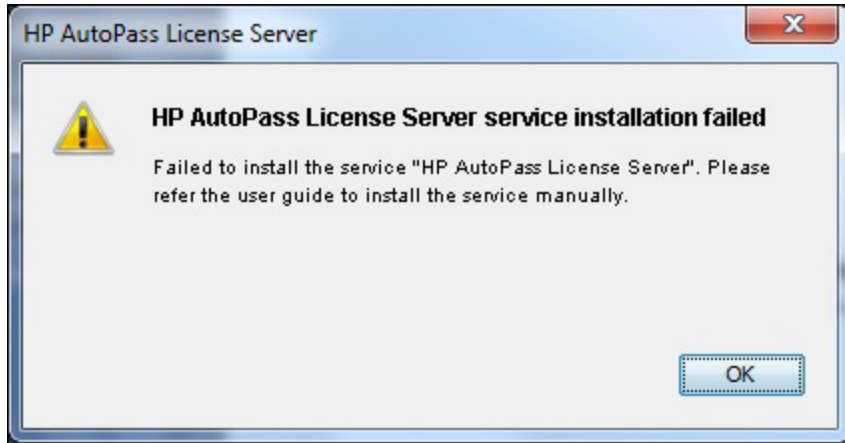 HP AutoPass License Server
HP AutoPass License Server service installation failed
Failed to install the service "HP AutoPass License Server". Please
refer the user guide to install the service manually.
OK